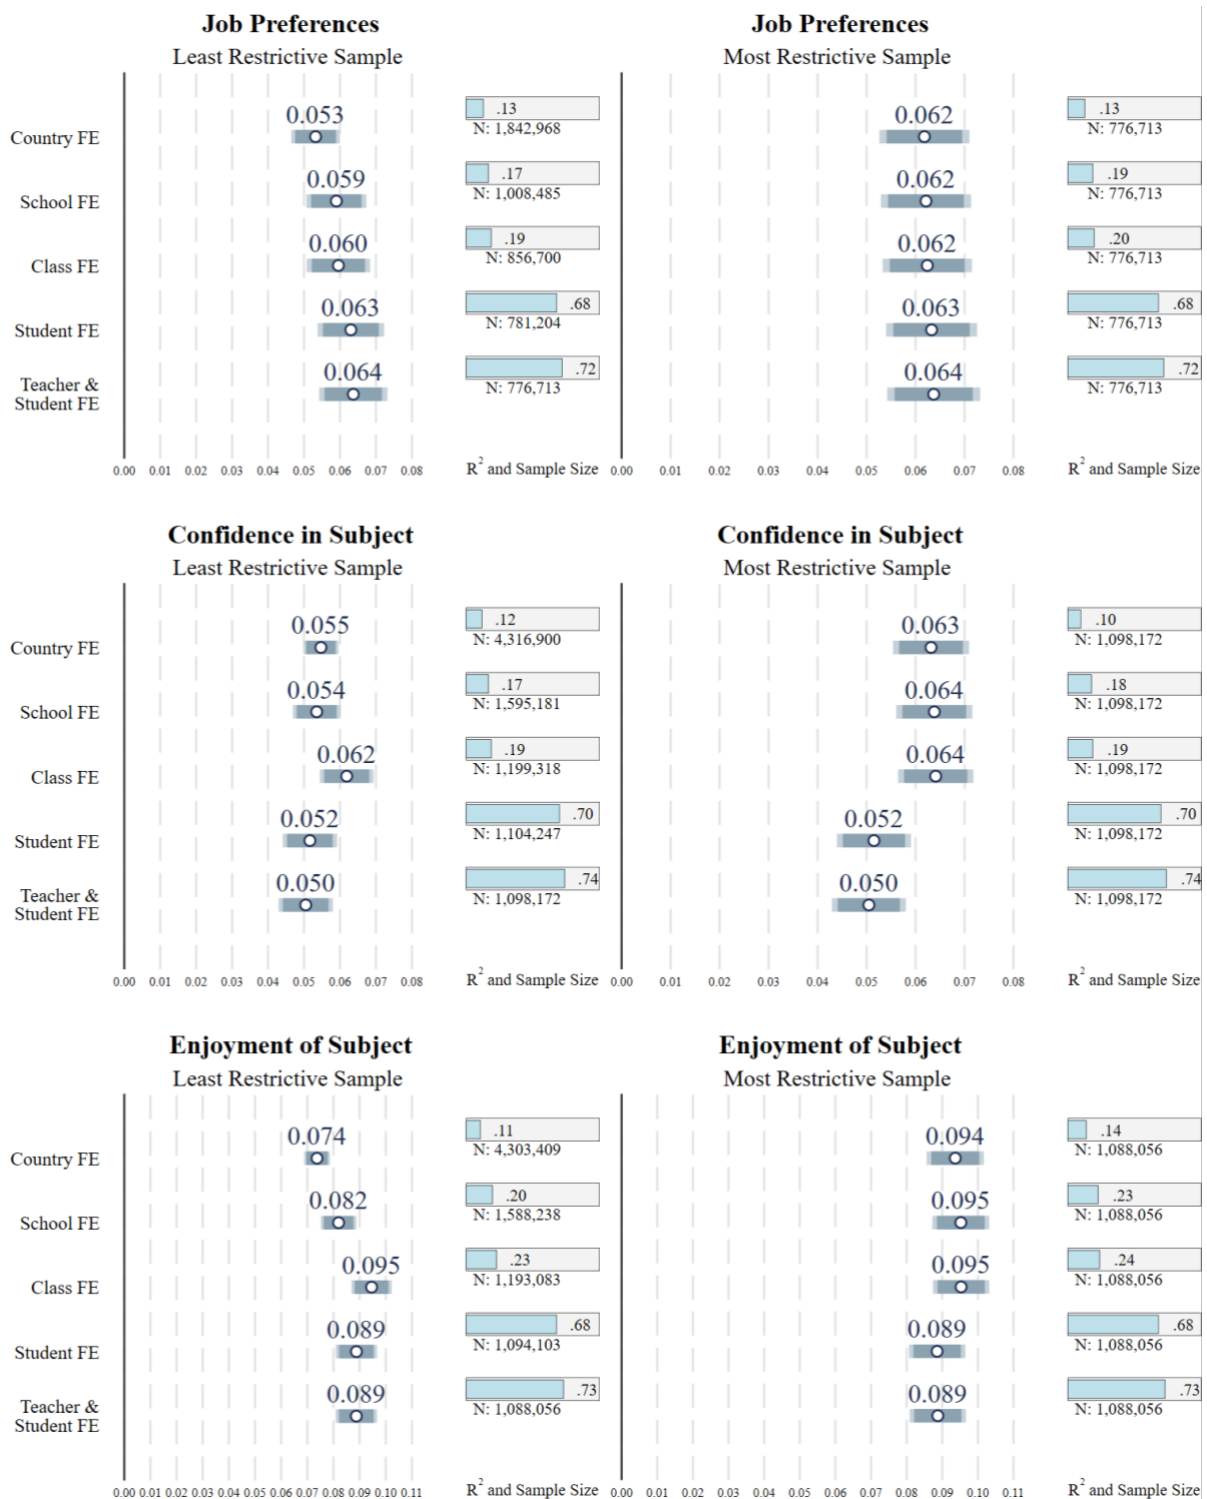 Job Preferences
Least Restrictive Sample
Country FE
0.053
.13
N: 1,842,968
School FE
0.059
.17
N: 1,008,485
Class FE
0.060
.19
N: 856,700
Student FE
0.063
.68
N: 781,204
Teacher &
Student FE
0.064
.72
N: 776,713
0.00 0.01 0.02 0.03 0.04 0.05 0.06 0.07 0.08
R² and Sample Size
Job Preferences
Most Restrictive Sample
0.062
.13
N: 776,713
0.062
.19
N: 776,713
0.062
.20
N: 776,713
0.063
.68
N: 776,713
0.064
.72
N: 776,713
0.00 0.01 0.02 0.03 0.04 0.05 0.06 0.07 0.08
R² and Sample Size
Confidence in Subject
Least Restrictive Sample
Country FE
0.055
.12
N: 4,316,900
School FE
0.054
.17
N: 1,595,181
Class FE
0.062
.19
N: 1,199,318
Student FE
0.052
.70
N: 1,104,247
Teacher &
Student FE
0.050
.74
N: 1,098,172
0.00 0.01 0.02 0.03 0.04 0.05 0.06 0.07 0.08
R² and Sample Size
Confidence in Subject
Most Restrictive Sample
0.063
.10
N: 1,098,172
0.064
.18
N: 1,098,172
0.064
.19
N: 1,098,172
0.052
.70
N: 1,098,172
0.050
.74
N: 1,098,172
0.00 0.01 0.02 0.03 0.04 0.05 0.06 0.07 0.08
R² and Sample Size
Enjoyment of Subject
Least Restrictive Sample
Country FE
0.074
.11
N: 4,303,409
School FE
0.082
.20
N: 1,588,238
Class FE
0.095
.23
N: 1,193,083
Student FE
0.089
.68
N: 1,094,103
Teacher &
Student FE
0.089
.73
N: 1,088,056
0.00 0.01 0.02 0.03 0.04 0.05 0.06 0.07 0.08 0.09 0.10 0.11
R² and Sample Size
Enjoyment of Subject
Most Restrictive Sample
0.094
.14
N: 1,088,056
0.095
.23
N: 1,088,056
0.095
.24
N: 1,088,056
0.089
.68
N: 1,088,056
0.089
.73
N: 1,088,056
0.00 0.01 0.02 0.03 0.04 0.05 0.06 0.07 0.08 0.09 0.10 0.11
R² and Sample Size